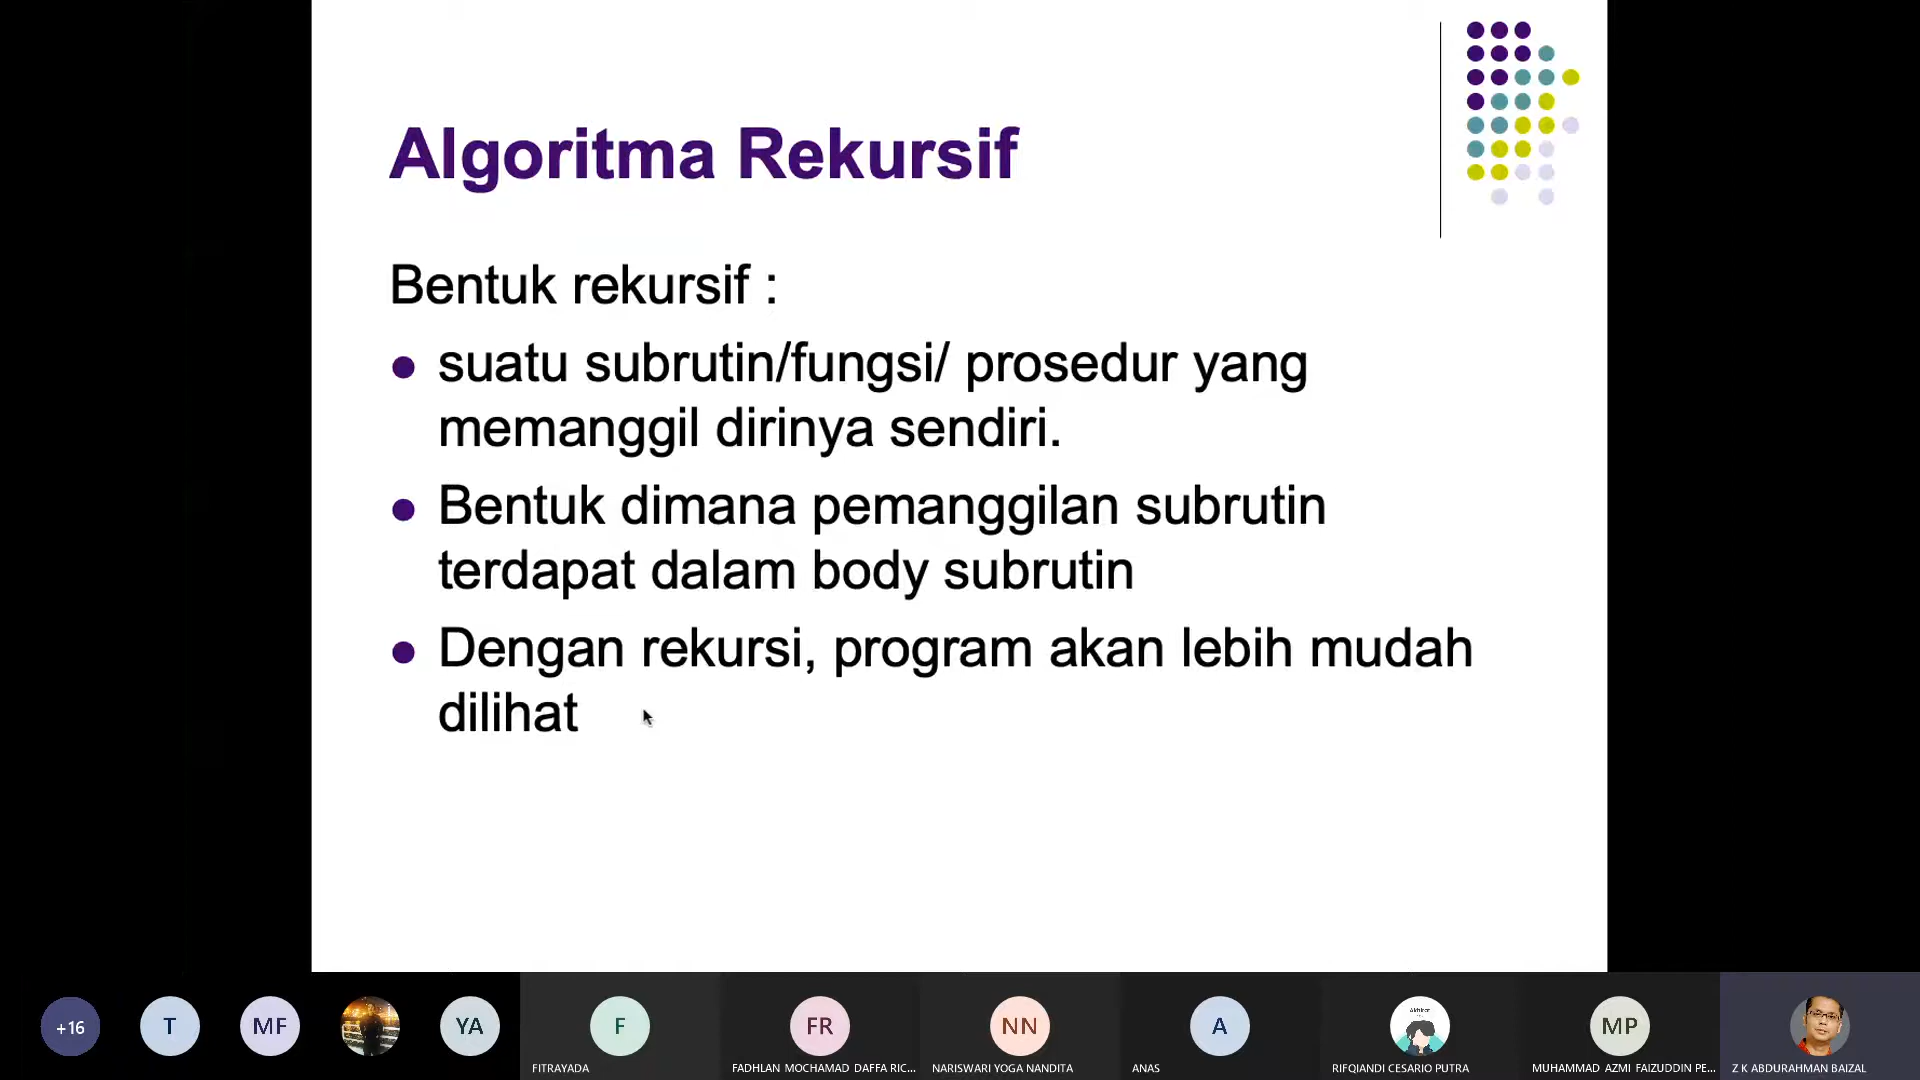 Algoritma Rekursif
Bentuk rekursif :
suatu subrutin/fungsi/ prosedur yang
memanggil dirinya sendiri.
Bentuk dimana pemanggilan subrutin
terdapat dalam body subrutin
Dengan rekursi, program akan lebih mudah
dilihat
+16
T
MF
YA
F
FR
NN
A
MP
FITRAYADA
FADHLAN MOCHAMAD DAFFA RIC...
NARISWARI YOGA NANDITA
ANAS
RIFQIANDI CESARIO PUTRA
MUHAMMAD AZMI FAIZUDDIN PE...
Z K ABDURAHMAN BAIZAL